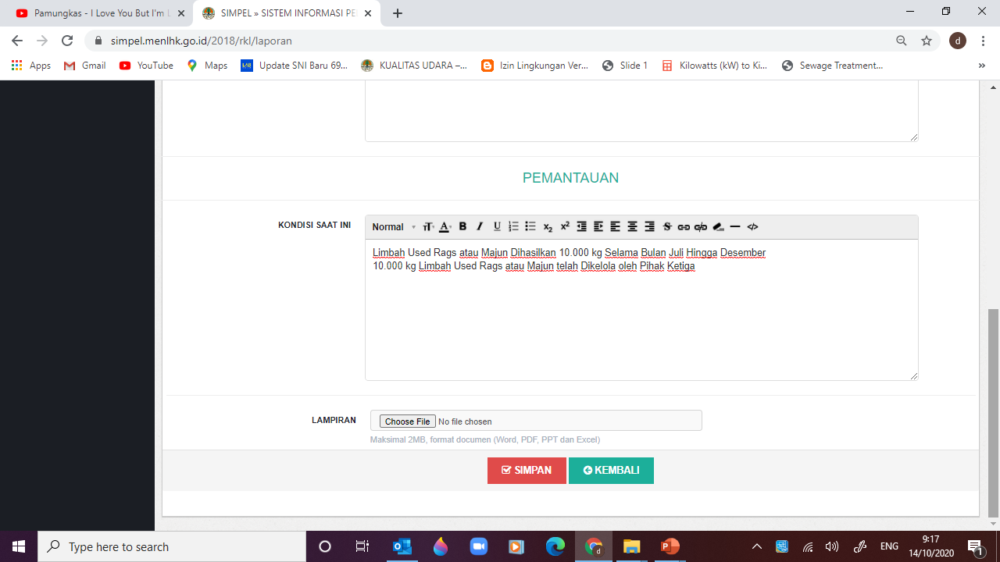 Pamungkas - I Love You But I'm L
SIMPEL » SISTEM INFORMASI PE
simpel.menlhk.go.id/2018/rkl/laporan
d
Apps
Gmail
YouTube
Maps
Update SNI Baru 69...
KUALITAS UDARA –...
Izin Lingkungan Ver...
Slide 1
Kilowatts (kW) to Ki...
Sewage Treatment...
»
PEMANTAUAN
KONDISI SAAT INI
Normal
Limbah Used Rags atau Majun Dihasilkan 10.000 kg Selama Bulan Juli Hingga Desember
10.000 kg Limbah Used Rags atau Majun telah Dikelola oleh Pihak Ketiga
LAMPIRAN
Choose File No file chosen
Maksimal 2MB, format documen (Word, PDF, PPT dan Excel)
SIMPAN
KEMBALI
Type here to search
ENG
9:17
14/10/2020
1